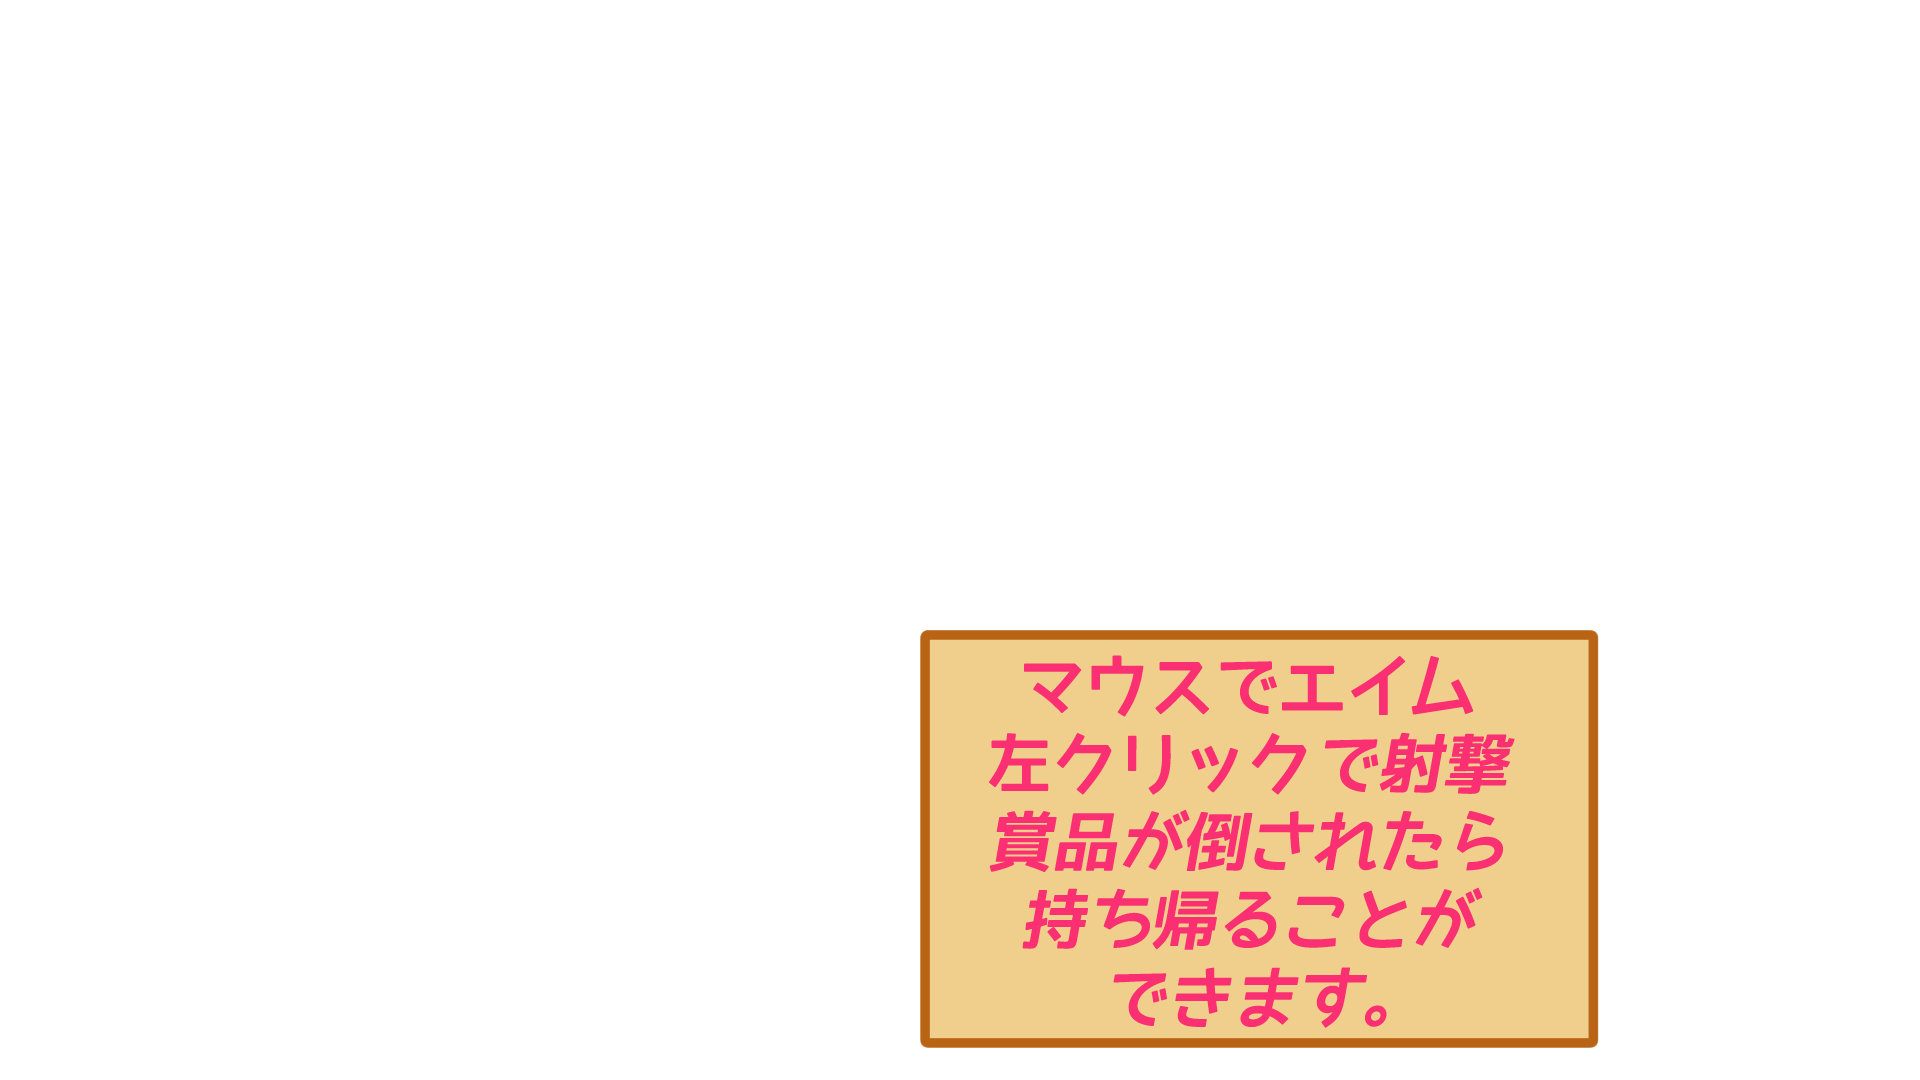 マウスでエイム
左クリックで射撃
賞品が倒されたら
持ち帰ることが
できます。